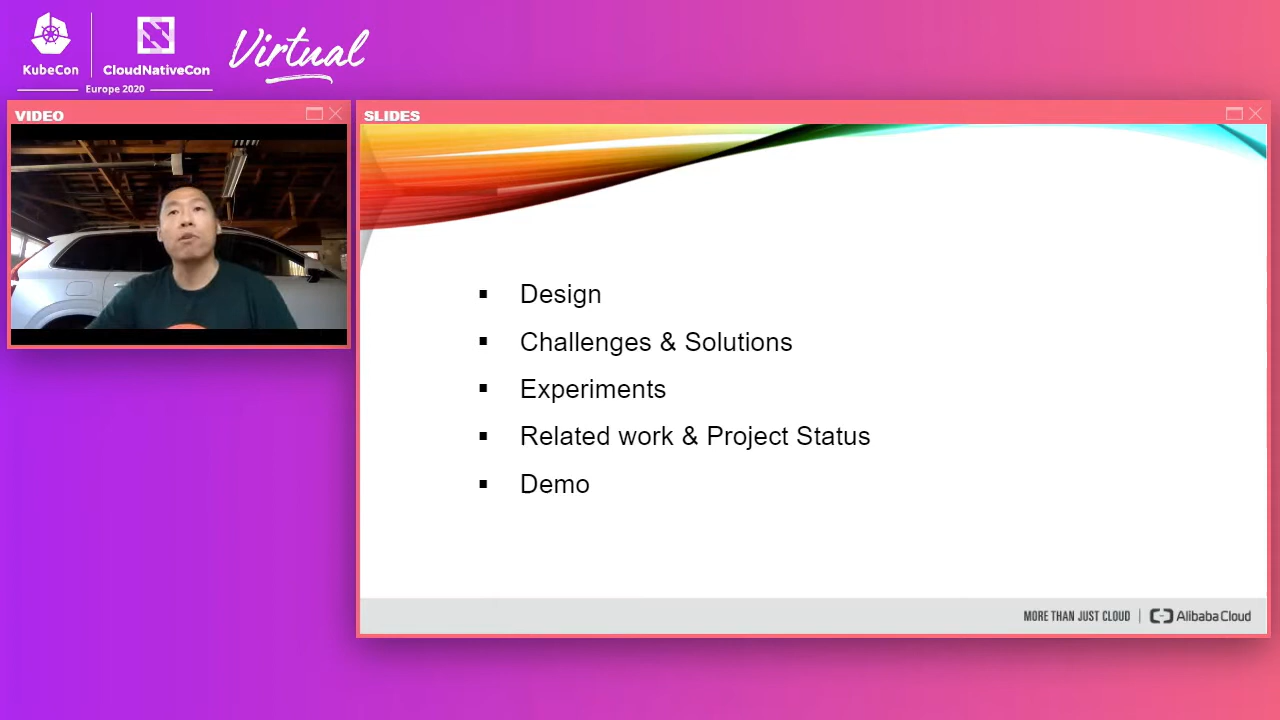 KubeCon
CloudNativeCon
Europe 2020
Virtual
VIDEO
SLIDES
▪ Design
▪ Challenges & Solutions
▪ Experiments
▪ Related work & Project Status
▪ Demo
MORE THAN JUST CLOUD | Alibaba Cloud